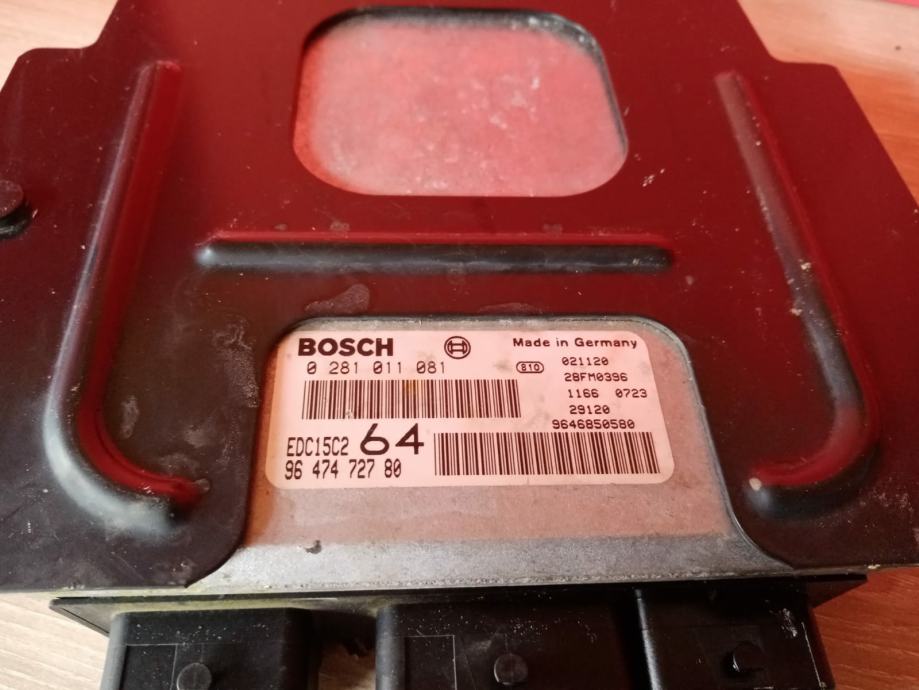 BOSCH
Made in Germany
0 281 011 081
810
021120
28FM0396
1166 0723
29120
9646850580
EDC15C2 64
96 474 727 80